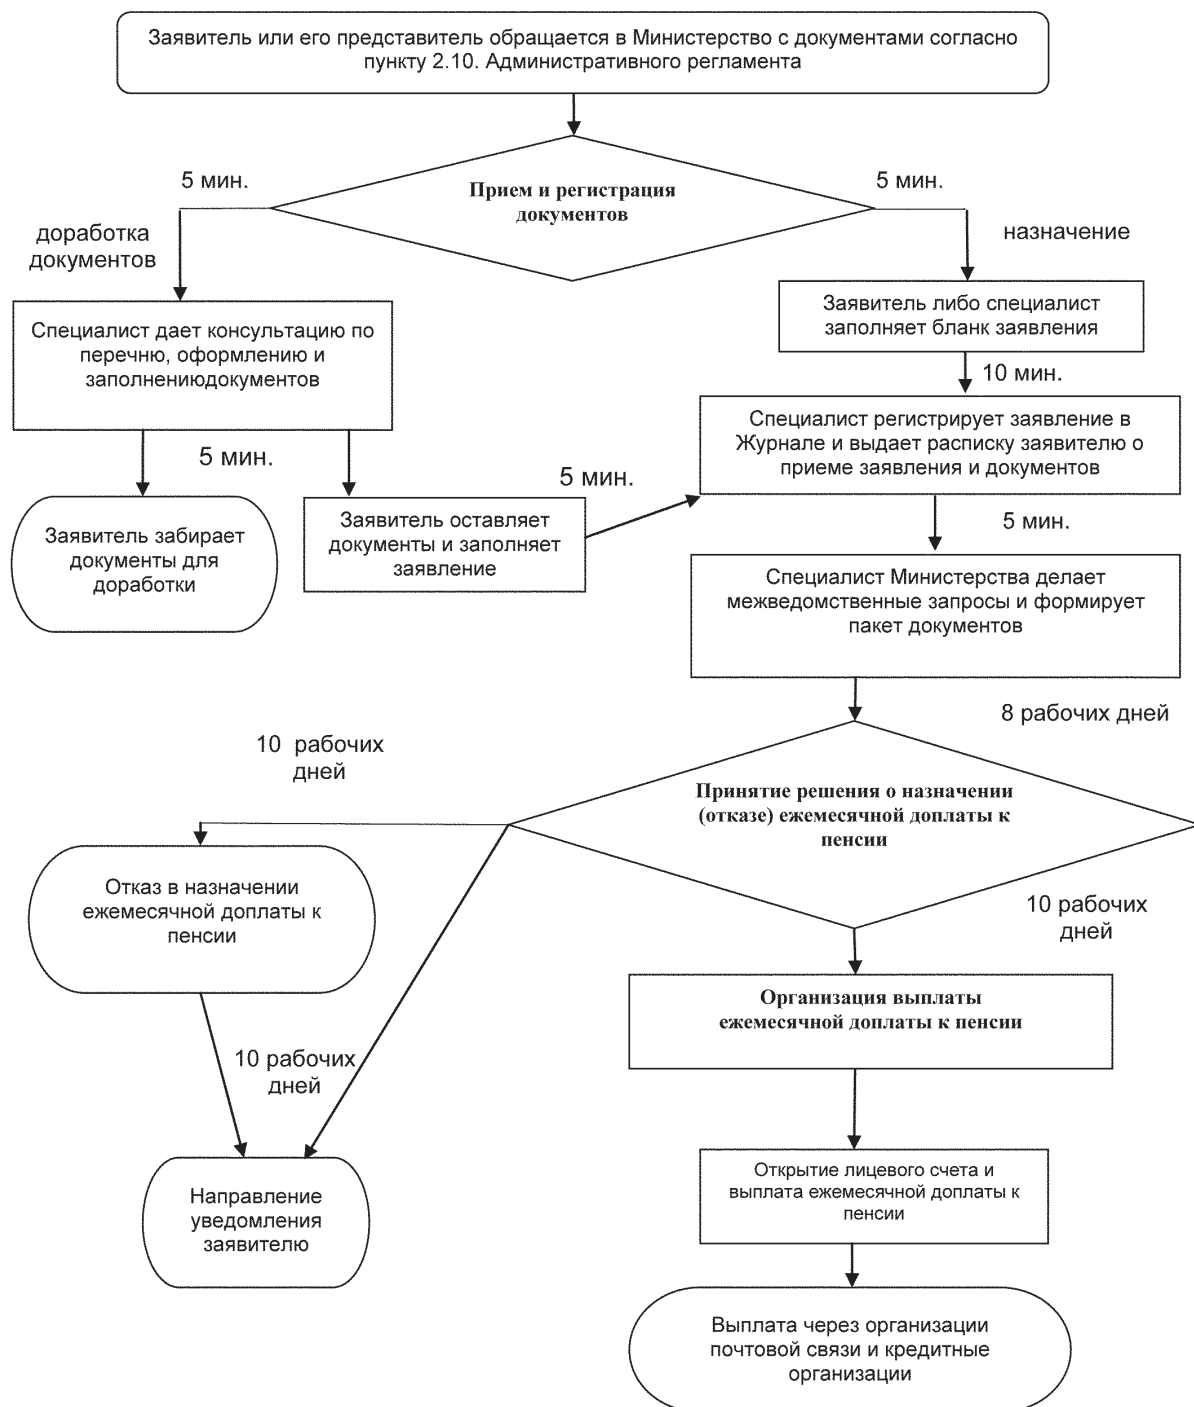 Заявитель или его представитель обращается в Министерство с документами согласно
пункту 2.10. Административного регламента
5 мин.
Прием и регистрация
документов
5 мин.
доработка
документов
назначение
Специалист дает консультацию по
перечню, оформлению и
заполнениюдокументов
Заявитель либо специалист
заполняет бланк заявления
10 мин.
Специалист регистрирует заявление в
Журнале и выдает расписку заявителю о
приеме заявления и документов
5 мин.
5 мин.
Заявитель забирает
документы для
доработки
Заявитель оставляет
документы и заполняет
заявление
5 мин.
Специалист Министерства делает
межведомственные запросы и формирует
пакет документов
8 рабочих дней
10 рабочих
дней
Принятие решения о назначении
(отказе) ежемесячной доплаты к
пенсии
Отказ в назначении
ежемесячной доплаты к
пенсии
10 рабочих
дней
Организация выплаты
ежемесячной доплаты к пенсии
10 рабочих
дней
Направление
уведомления
заявителю
Открытие лицевого счета и
выплата ежемесячной доплаты к
пенсии
Выплата через организации
почтовой связи и кредитные
организации